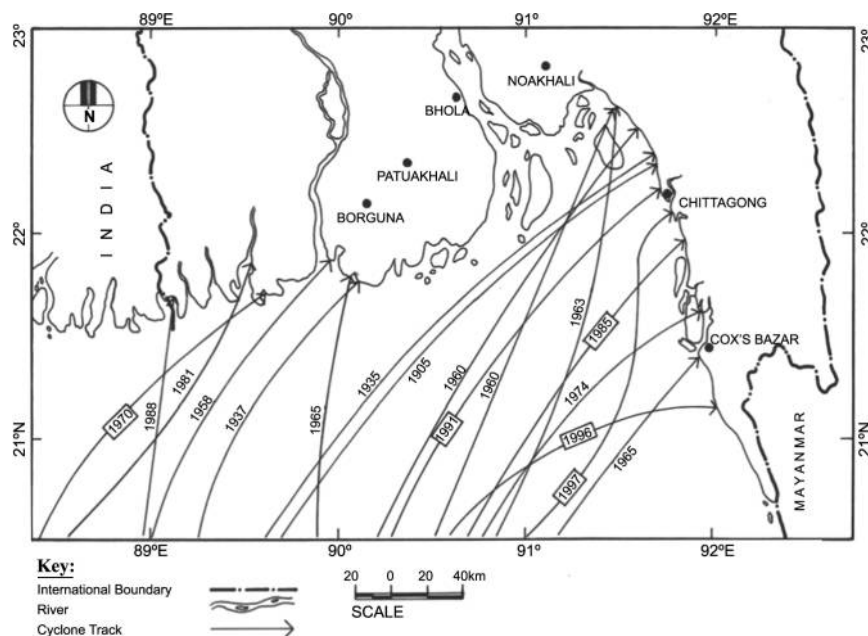 89ºE
90º
91ºE
92ºE
23º
23º
N
NOAKHALI
BHOLA
PATUAKHALI
BORGUNA
CHITTAGONG
INDIA
22º
22º
COX'S BAZAR
MAYANMAR
1970
1988
1981
1958
1937
1965
1935
1905
1960
1991
1960
1963
1985
1974
1996
1997
1965
21ºN
21ºN
89ºE
90º
91º
92ºE
Key:
International Boundary
River
Cyclone Track
20 0 20 40km
SCALE